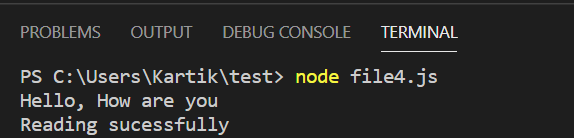 PROBLEMS OUTPUT DEBUG CONSOLE TERMINAL
PS C:\Users\Kartik\test> node file4.js
Hello, How are you
Reading sucessfully